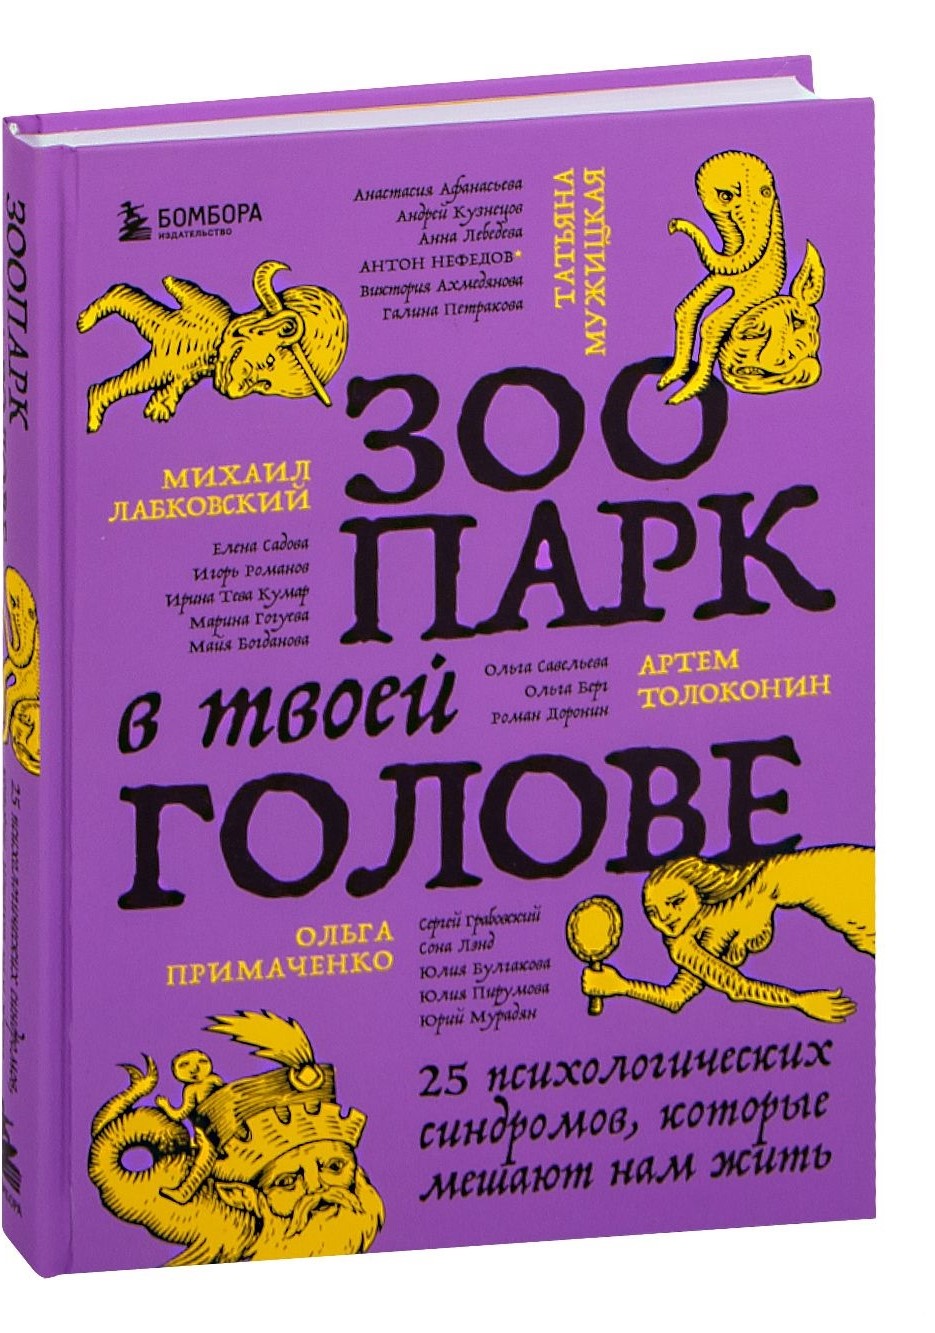 БОМБОРА
ИЗДАТЕЛЬСТВО
Анастасия Афанасьева
Андрей Кузнецов
Анна Лебедева
АНТОН НЕФЕДОВ*
Виктория Ахмедянова
Галина Петракова
ТАТЬЯНА
МУЖИЦКАЯ
ЗОО
ПАРК
в твоей
ГОЛОВЕ
МИХАИЛ
ЛАБКОВСКИЙ
Елена Садова
Игорь Романов
Ирина Тева Кумар
Марина Гогуева
Майя Богданова
Ольга Савельева
Ольга Берг
Роман Доронин
АРТЕМ
ТОЛОКОНИН
ОЛЬГА
ПРИМАЧЕНКО
Сергей Грабовский
Сона Лэнд
Юлия Булгакова
Юлия Пирумова
Юрий Мурадян
25 психологических
синдромов, которые
мешают нам жить
ЗООПАРК
25 психологических синдромов,